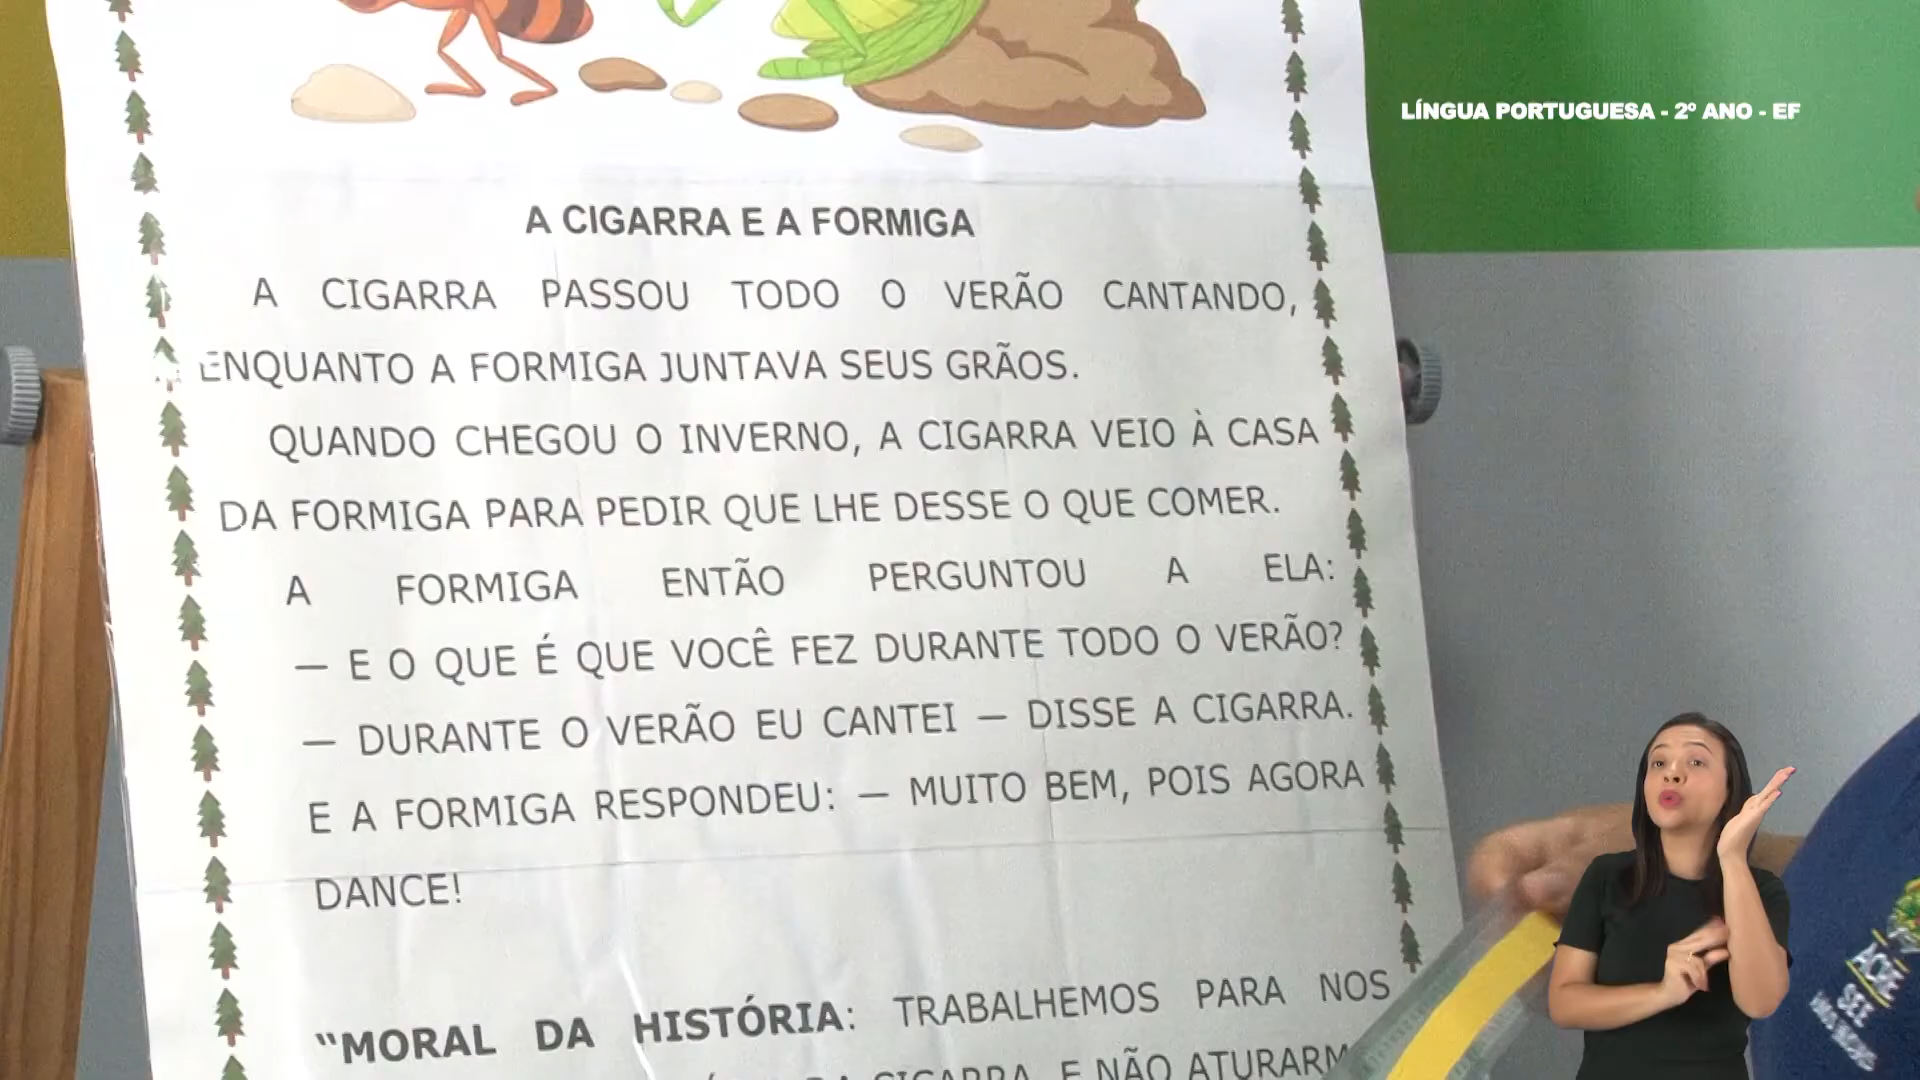 LÍNGUA PORTUGUESA - 2º ANO - EF
A CIGARRA E A FORMIGA
A CIGARRA PASSOU TODO O VERÃO CANTANDO,
ENQUANTO A FORMIGA JUNTAVA SEUS GRÃOS.
QUANDO CHEGOU O INVERNO, A CIGARRA VEIO À CASA
DA FORMIGA PARA PEDIR QUE LHE DESSE O QUE COMER.
A FORMIGA ENTÃO PERGUNTOU A ELA:
— E O QUE É QUE VOCÊ FEZ DURANTE TODO O VERÃO?
— DURANTE O VERÃO EU CANTEI — DISSE A CIGARRA.
E A FORMIGA RESPONDEU: — MUITO BEM, POIS AGORA
DANCE!
“MORAL DA HISTÓRIA: TRABALHEMOS PARA NOS
CIGARRA, E NÃO